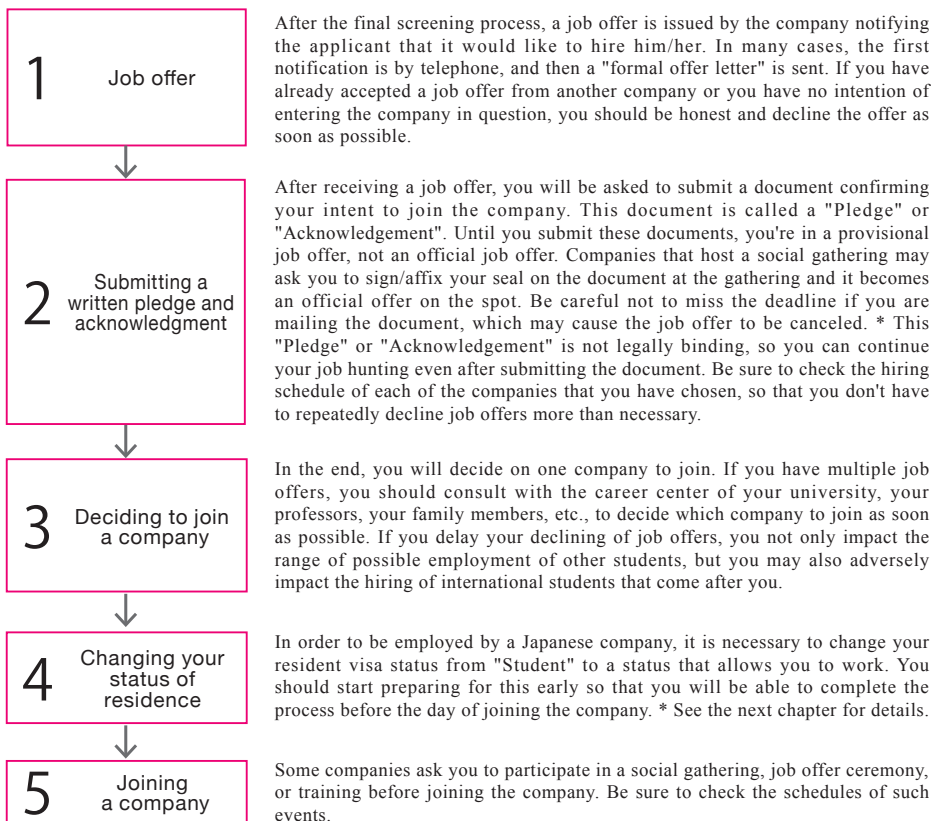 1 Job offer
After the final screening process, a job offer is issued by the company notifying
the applicant that it would like to hire him/her. In many cases, the first
notification is by telephone, and then a "formal offer letter" is sent. If you have
already accepted a job offer from another company or you have no intention of
entering the company in question, you should be honest and decline the offer as
soon as possible.
2 Submitting a
written pledge and
acknowledgment
After receiving a job offer, you will be asked to submit a document confirming
your intent to join the company. This document is called a "Pledge" or
"Acknowledgement". Until you submit these documents, you're in a provisional
job offer, not an official job offer. Companies that host a social gathering may
ask you to sign/affix your seal on the document at the gathering and it becomes
an official offer on the spot. Be careful not to miss the deadline if you are
mailing the document, which may cause the job offer to be canceled. * This
"Pledge" or "Acknowledgement" is not legally binding, so you can continue
your job hunting even after submitting the document. Be sure to check the hiring
schedule of each of the companies that you have chosen, so that you don't have
to repeatedly decline job offers more than necessary.
3 Deciding to join
a company
In the end, you will decide on one company to join. If you have multiple job
offers, you should consult with the career center of your university, your
professors, your family members, etc., to decide which company to join as soon
as possible. If you delay your declining of job offers, you not only impact the
range of possible employment of other students, but you may also adversely
impact the hiring of international students that come after you.
4 Changing your
status of
residence
In order to be employed by a Japanese company, it is necessary to change your
resident visa status from "Student" to a status that allows you to work. You
should start preparing for this early so that you will be able to complete the
process before the day of joining the company. * See the next chapter for details.
5 Joining
a company
Some companies ask you to participate in a social gathering, job offer ceremony,
or training before joining the company. Be sure to check the schedules of such
events.